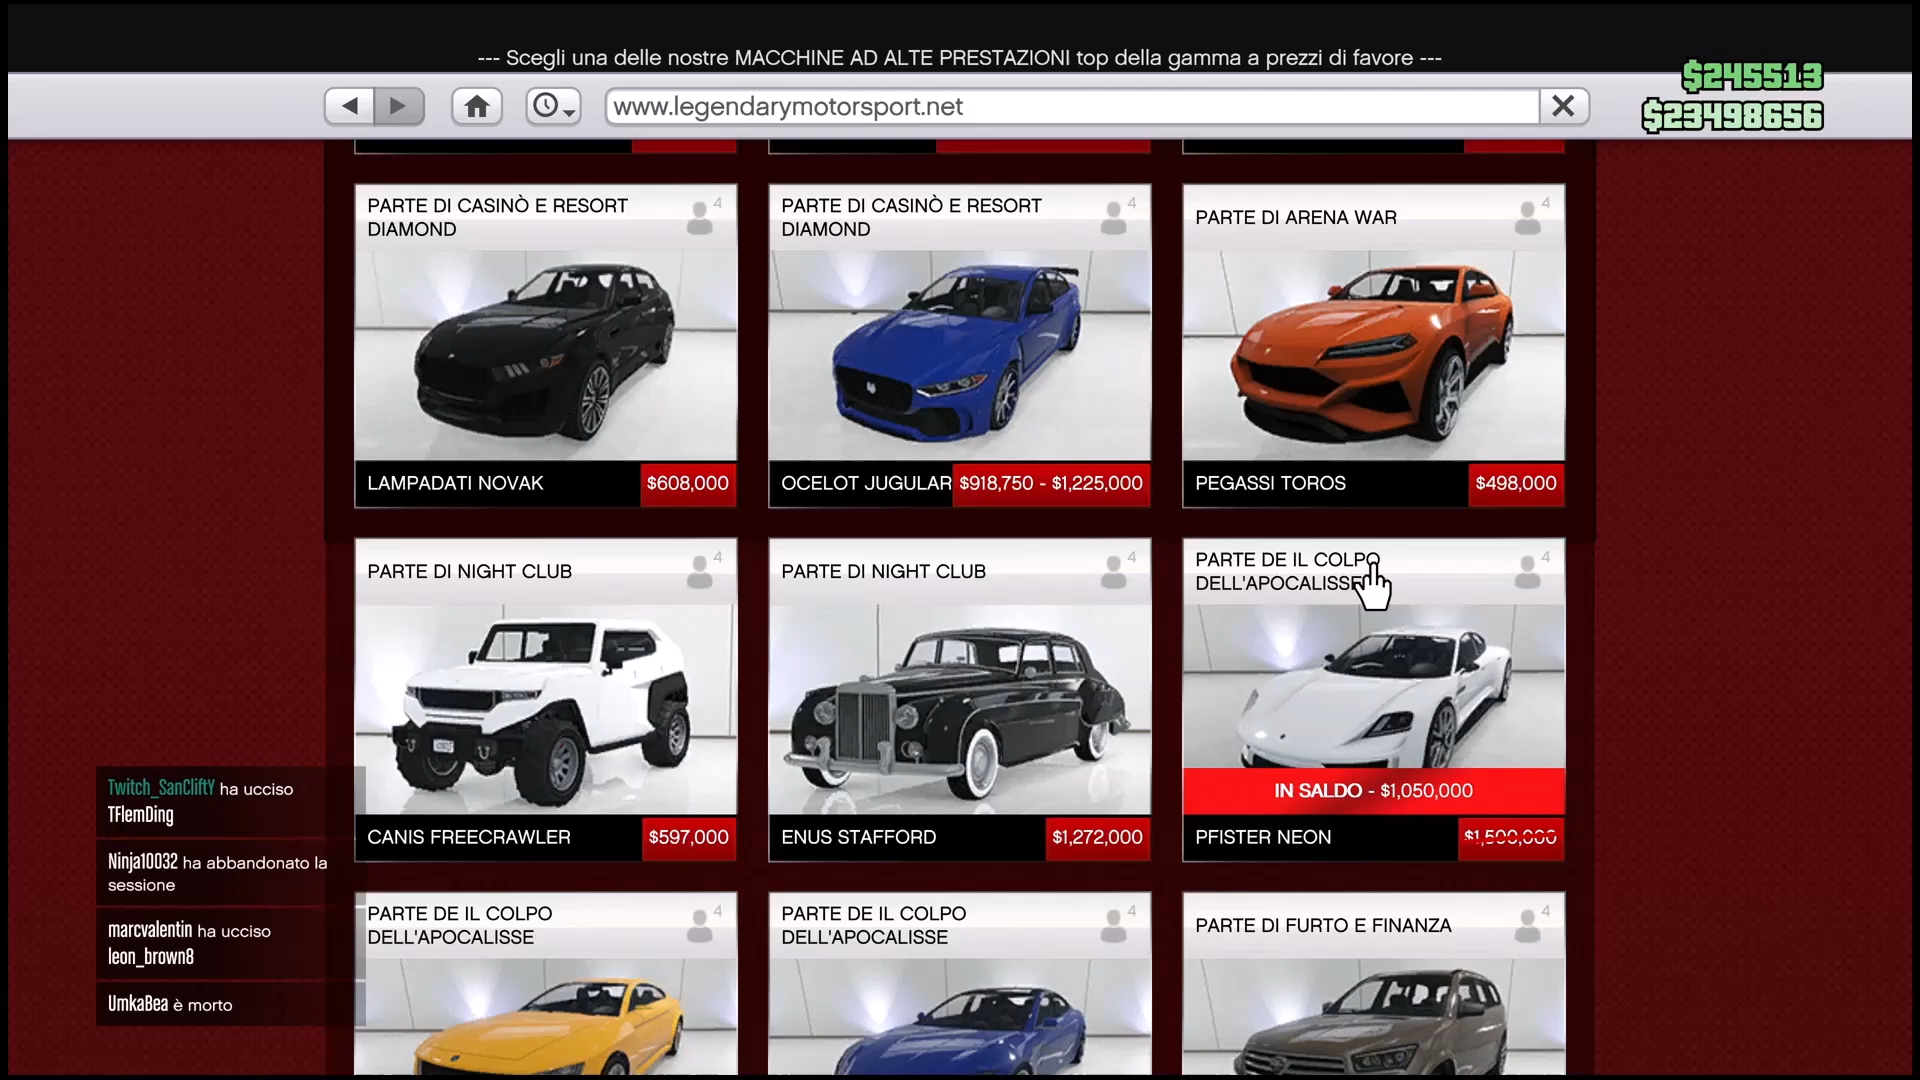 --- Scegli una delle nostre MACCHINE AD ALTE PRESTAZIONI top della gamma a prezzi di favore ---
$245513
$23498656
www.legendarymotorsport.net
PARTE DI CASINÒ E RESORT
DIAMOND
4
PARTE DI CASINÒ E RESORT
DIAMOND
4
PARTE DI ARENA WAR
4
LAMPADATI NOVAK
$608,000
OCELOT JUGULAR
$918,750 - $1,225,000
PEGASSI TOROS
$498,000
PARTE DI NIGHT CLUB
4
PARTE DI NIGHT CLUB
4
PARTE DE IL COLPO
DELL'APOCALISSE
4
IN SALDO - $1,050,000
CANIS FREECRAWLER
$597,000
ENUS STAFFORD
$1,272,000
PFISTER NEON
$1,500,000
PARTE DE IL COLPO
DELL'APOCALISSE
4
PARTE DE IL COLPO
DELL'APOCALISSE
4
PARTE DI FURTO E FINANZA
4
Twitch_SanCliftY ha ucciso
TFlemDing
Ninja10032 ha abbandonato la
sessione
marcvalentin ha ucciso
leon_brown8
UmkaBea è morto